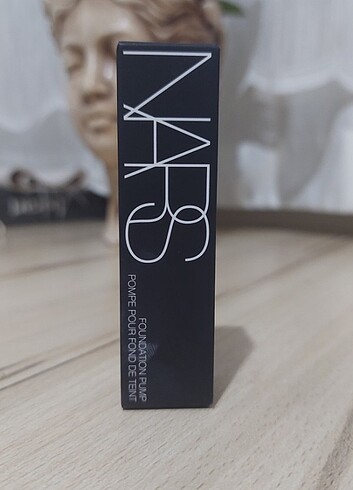 NARS
FOUNDATION PUMP
POMPE POUR FOND DE TEINT